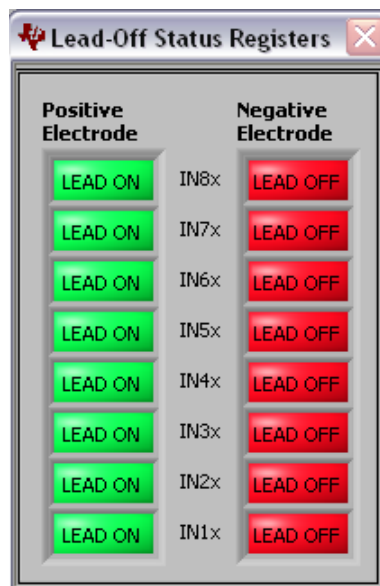 Lead-Off Status Registers
Positive
Electrode
Negative
Electrode
LEAD ON IN8x LEAD OFF
LEAD ON IN7x LEAD OFF
LEAD ON IN6x LEAD OFF
LEAD ON IN5x LEAD OFF
LEAD ON IN4x LEAD OFF
LEAD ON IN3x LEAD OFF
LEAD ON IN2x LEAD OFF
LEAD ON IN1x LEAD OFF